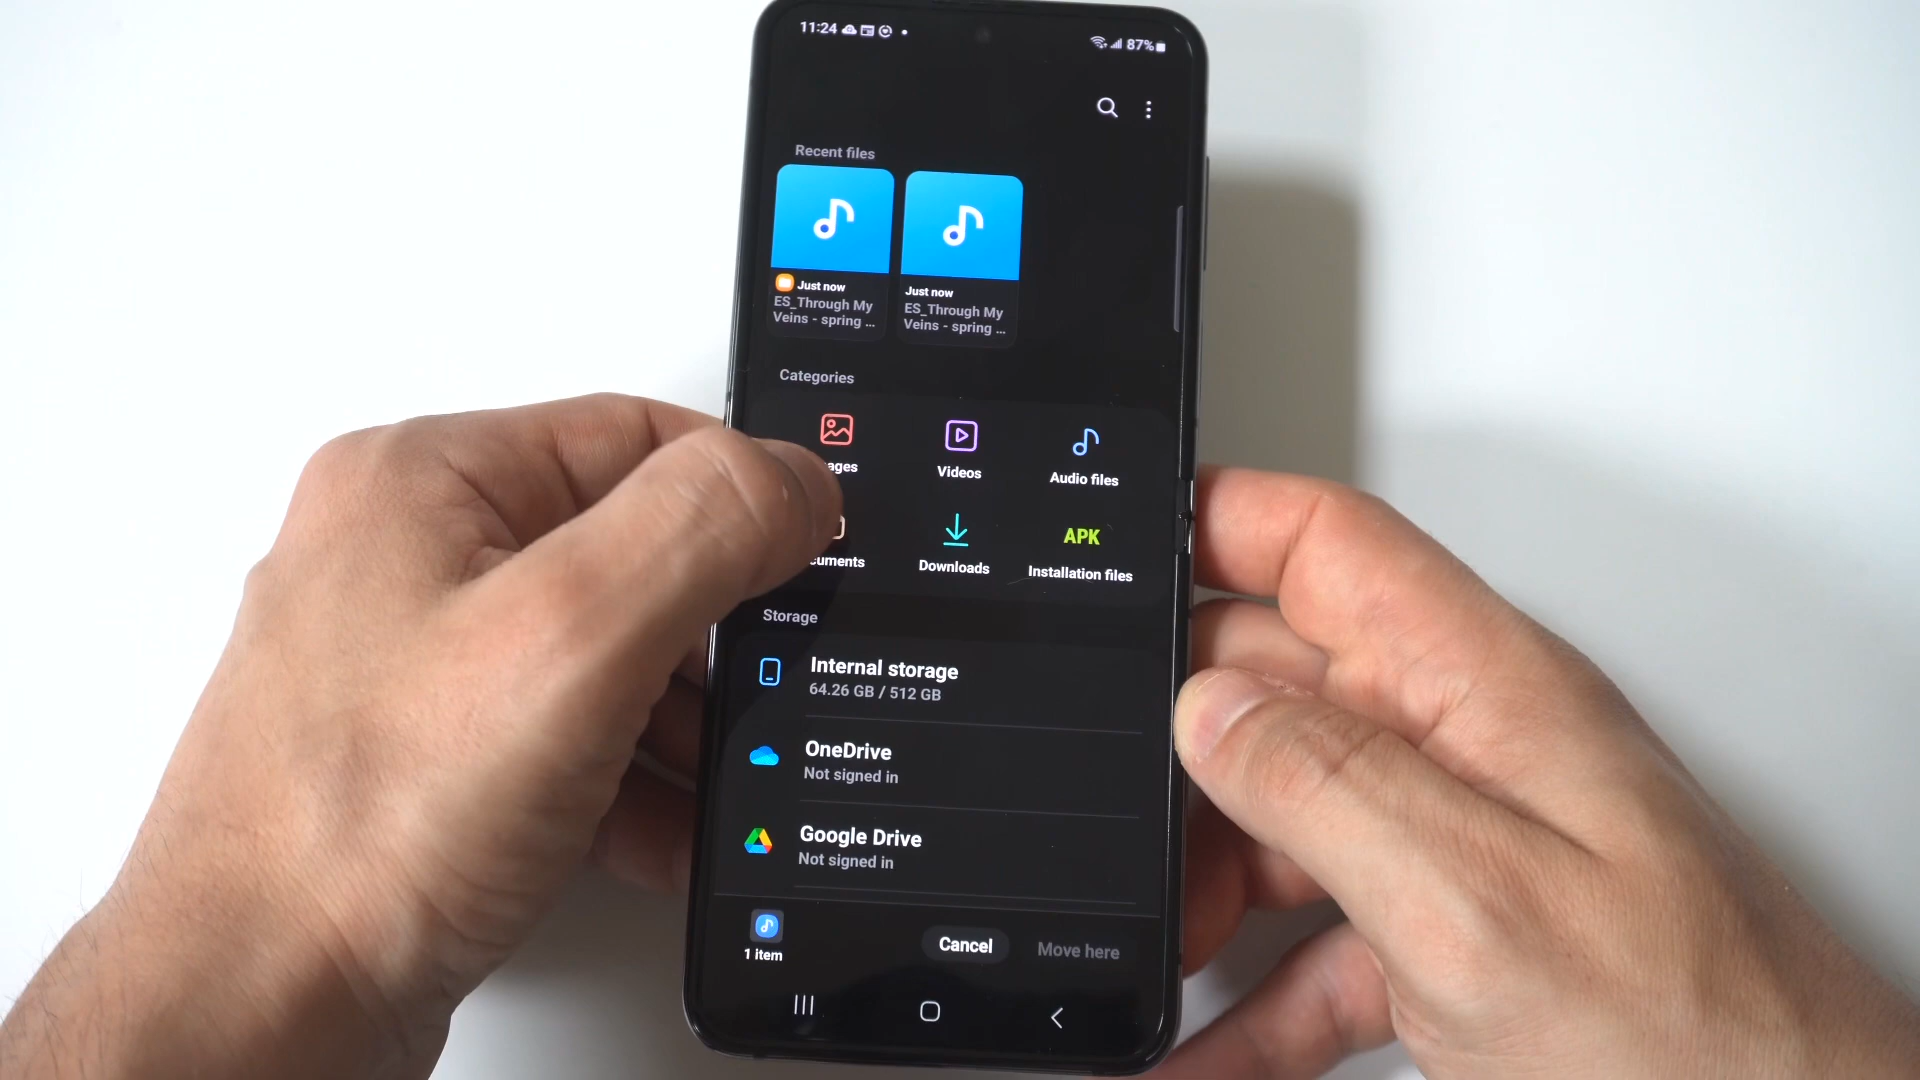 11:24
87%
Recent files
Just now
ES_Through My
Veins - spring ...
Just now
ES_Through My
Veins - spring ...
Categories
ages
Videos
Audio files
cuments
Downloads
APK
Installation files
Storage
Internal storage
64.26 GB / 512 GB
OneDrive
Not signed in
Google Drive
Not signed in
1 item
Cancel
Move here